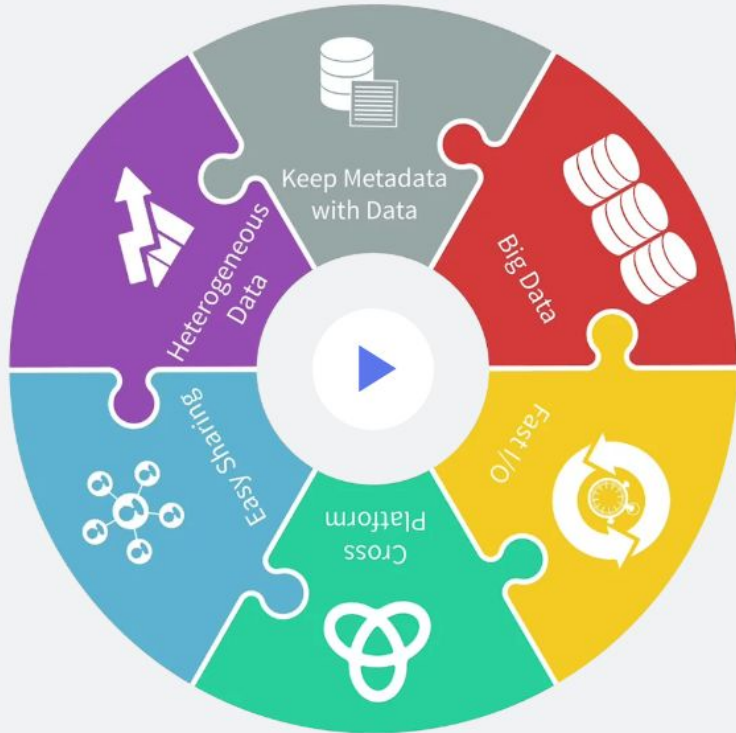 Keep Metadata
with Data
Big Data
Fast I/O
Cross
Platform
Easy Sharing
Heterogeneous
Data